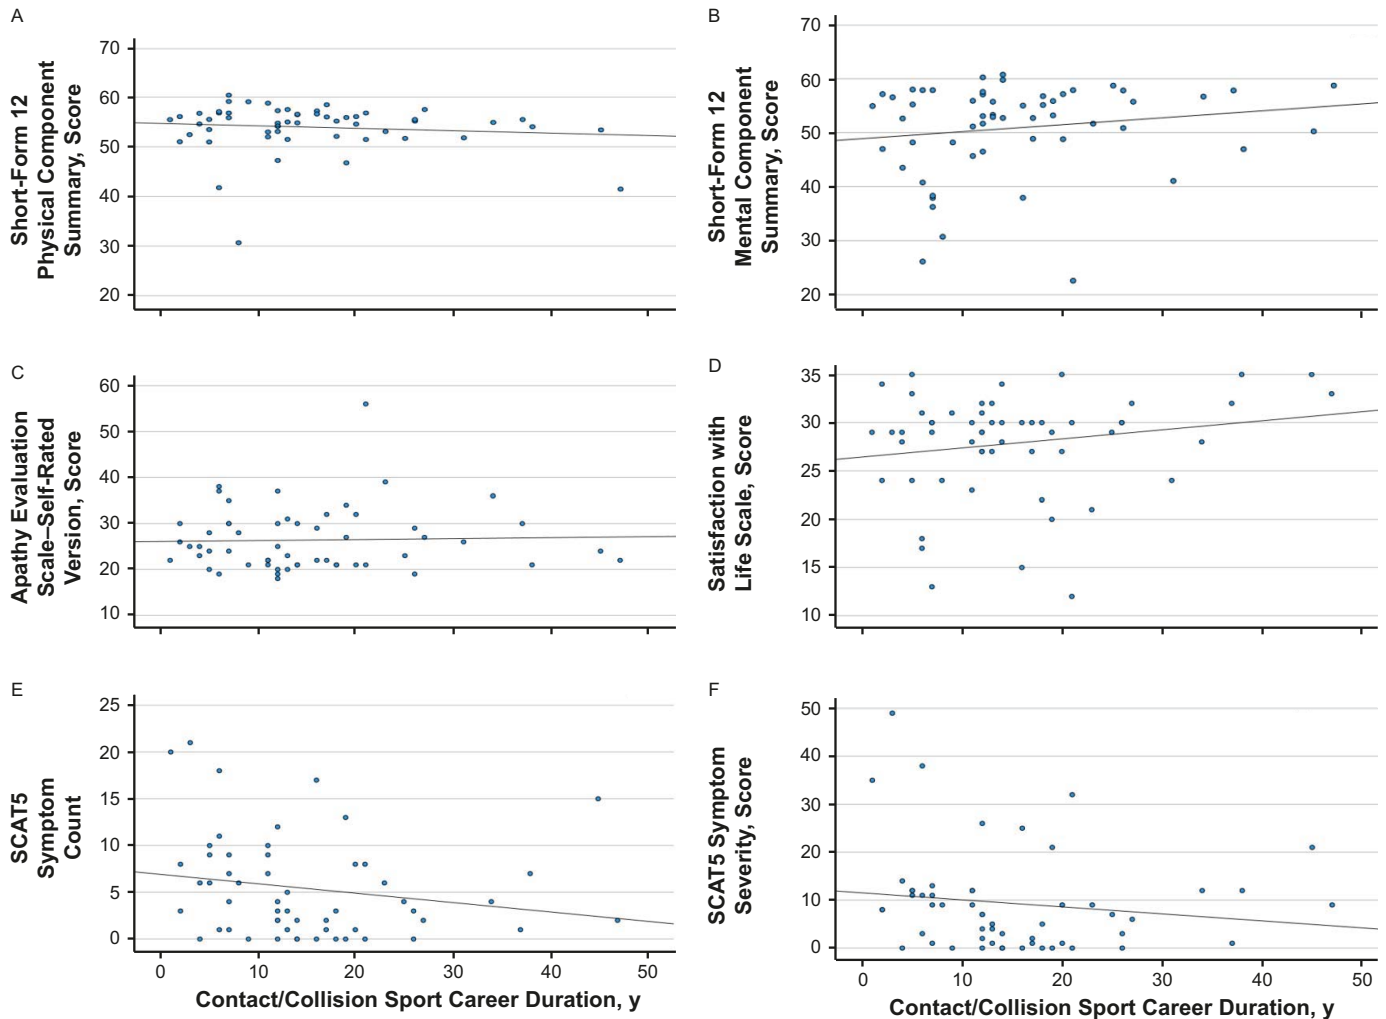 A
Short-Form 12
Physical Component
Summary, Score
70
60
50
40
30
20
B
Short-Form 12
Mental Component
Summary, Score
70
60
50
40
30
20
C
Apathy Evaluation
Scale–Self-Rated
Version, Score
60
50
40
30
20
10
D
Satisfaction with
Life Scale, Score
35
30
25
20
15
10
E
SCAT5
Symptom
Count
25
20
15
10
5
0
0 10 20 30 40 50
Contact/Collision Sport Career Duration, y
F
SCAT5 Symptom
Severity, Score
50
40
30
20
10
0
0 10 20 30 40 50
Contact/Collision Sport Career Duration, y